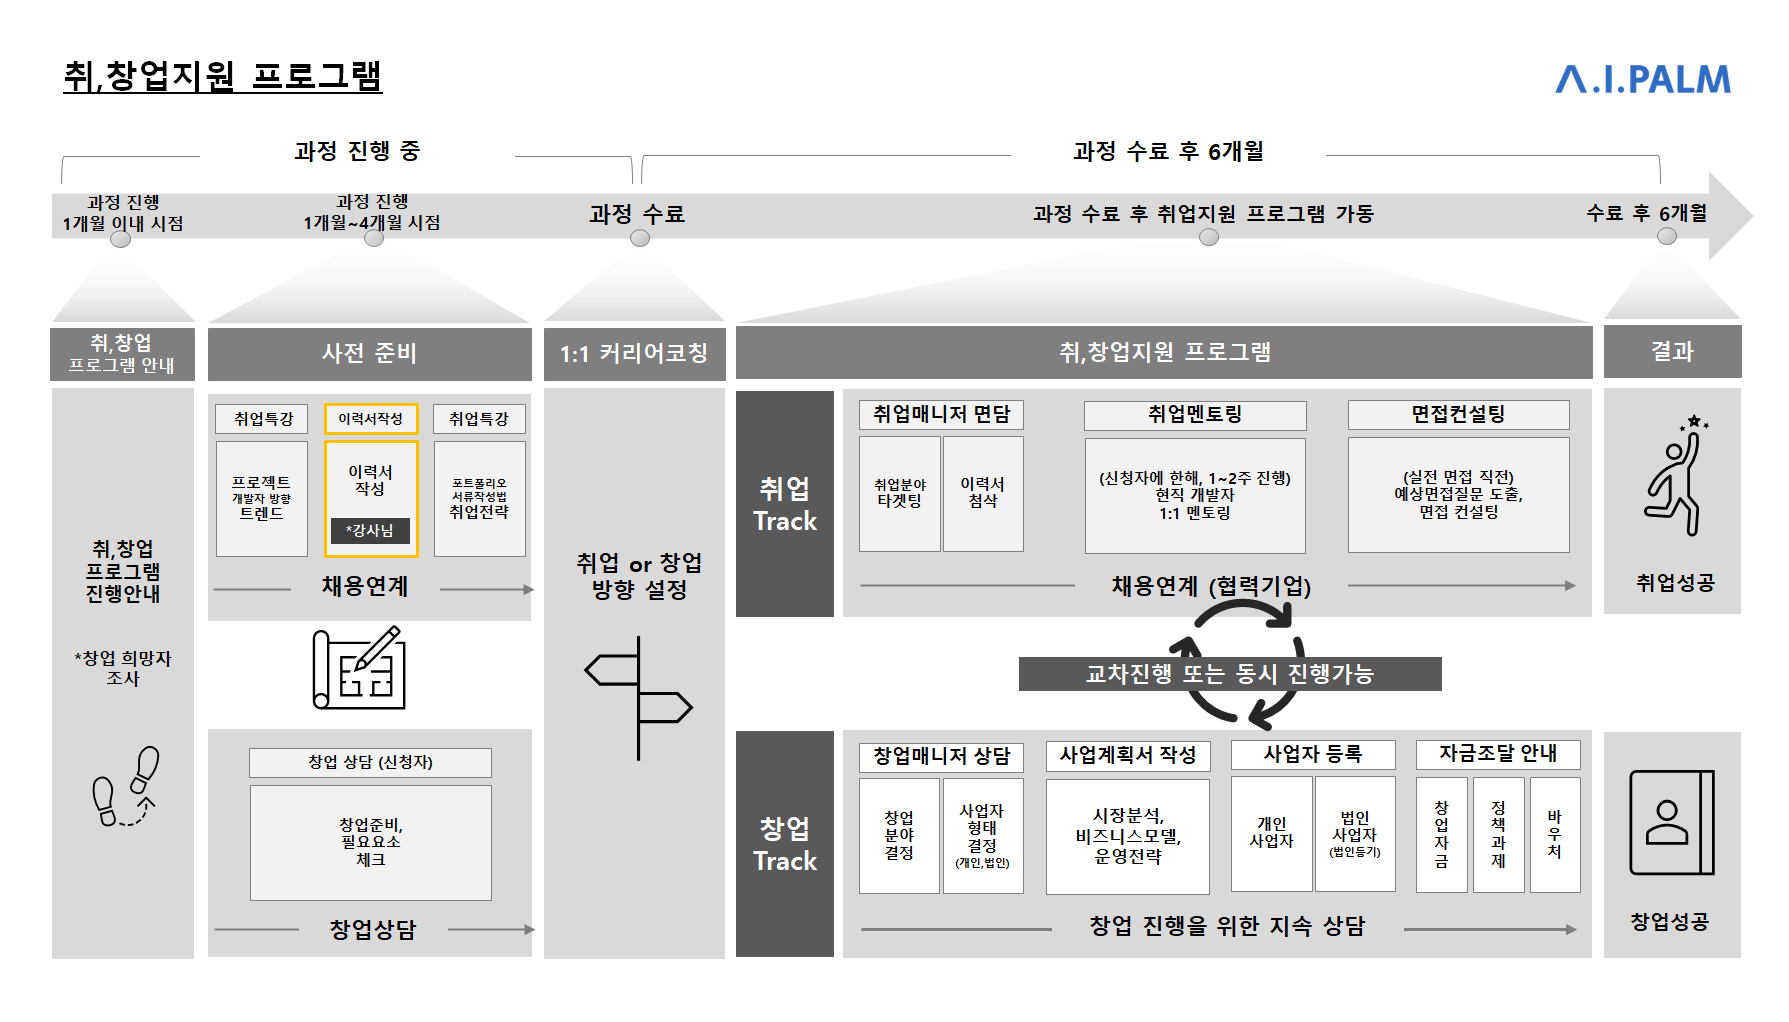 취,창업지원 프로그램
Λ.I.PALM
과정 진행 중
과정 수료 후 6개월
과정 진행
1개월 이내 시점
과정 진행
1개월~4개월 시점
과정 수료
과정 수료 후 취업지원 프로그램 가동
수료 후 6개월
취,창업
프로그램 안내
사전 준비
1:1 커리어코칭
취,창업지원 프로그램
결과
취,창업
프로그램
진행안내
*창업 희망자
조사
취업특강
프로젝트
개발자 방향
트렌드
이력서작성
이력서
작성
*강사님
취업특강
포트폴리오
서류작성법
취업전략
채용연계
창업 상담 (신청자)
창업준비,
필요요소
체크
창업상담
취업 or 창업
방향 설정
취업
Track
취업매니저 면담
취업분야
타겟팅
이력서
첨삭
취업멘토링
(신청자에 한해, 1~2주 진행)
현직 개발자
1:1 멘토링
면접컨설팅
(실전 면접 직전)
예상면접질문 도출,
면접 컨설팅
채용연계 (협력기업)
교차진행 또는 동시 진행가능
창업
Track
창업매니저 상담
창업
분야
결정
사업자
형태
결정
(개인,법인)
사업계획서 작성
시장분석,
비즈니스모델,
운영전략
사업자 등록
개인
사업자
법인
사업자
(법인등기)
자금조달 안내
창
업
자
금
정
책
과
제
바
우
처
창업 진행을 위한 지속 상담
취업성공
창업성공